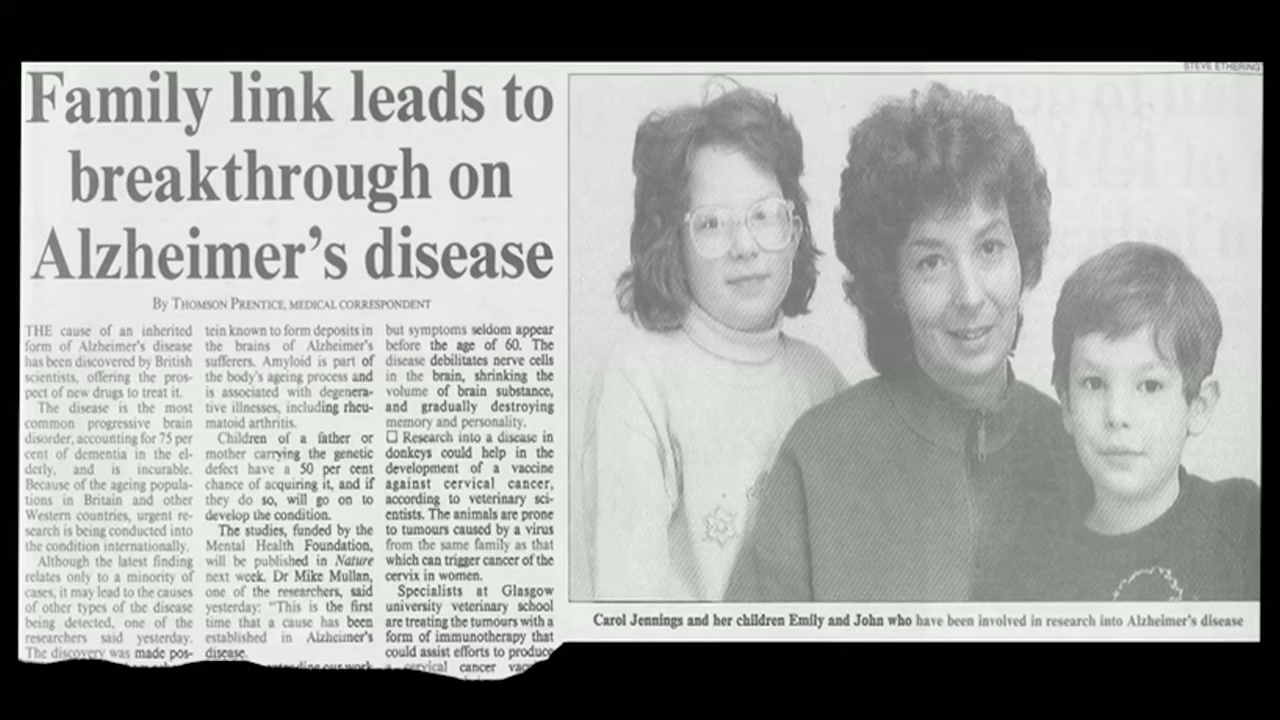 Family link leads to
breakthrough on
Alzheimer's disease
By THOMSON PRENTICE, MEDICAL CORRESPONDENT
THE cause of an inherited
form of Alzheimer's disease
has been discovered by British
scientists, offering the pros-
pect of new drugs to treat it.
The disease is the most
common progressive brain
disorder, accounting for 75 per
cent of dementia in the el-
derly, and is incurable.
Because of the ageing popula-
tions in Britain and other
Western countries, urgent re-
search is being conducted into
the condition internationally.
Although the latest finding
relates only to a minority of
cases, it may lead to the causes
of other types of the disease
being detected, one of the
researchers said yesterday.
The discovery was made pos-
tein known to form deposits in
the brains of Alzheimer's
sufferers. Amyloid is part of
the body's ageing process and
is associated with degenera-
tive illnesses, including rheu-
matoid arthritis.
Children of a father or
mother carrying the genetic
defect have a 50 per cent
chance of acquiring it, and if
they do so, will go on to
develop the condition.
The studies, funded by the
Mental Health Foundation,
will be published in Nature
next week. Dr Mike Mullan,
one of the researchers, said
yesterday: "This is the first
time that a cause has been
established in Alzheimer's
disease.
our work
but symptoms seldom appear
before the age of 60. The
disease debilitates nerve cells
in the brain, shrinking the
volume of brain substance,
and gradually destroying
memory and personality.
☐ Research into a disease in
donkeys could help in the
development of a vaccine
against cervical cancer,
according to veterinary sci-
entists. The animals are prone
to tumours caused by a virus
from the same family as that
which can trigger cancer of the
cervix in women.
Specialists at Glasgow
university veterinary school
are treating the tumours with a
form of immunotherapy that
could assist efforts to produce
a cervical cancer
STEVE ETHERING
Carol Jennings and her children Emily and John who have been involved in research into Alzheimer's disease